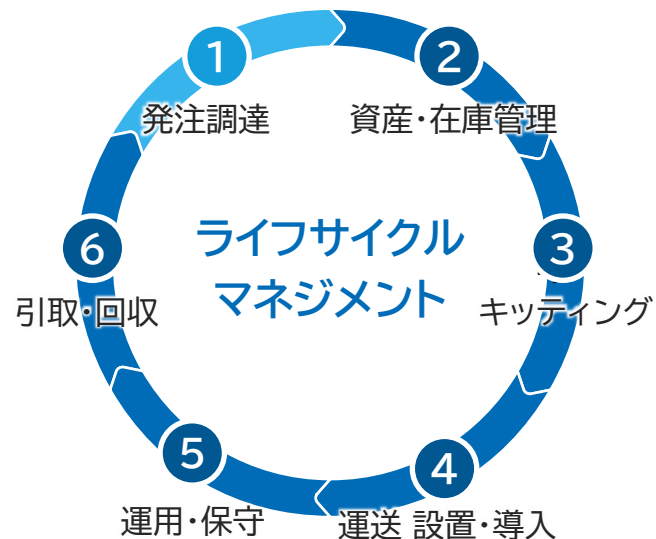 1
発注調達
2
資産・在庫管理
3
キッティング
4
運送 設置・導入
5
運用・保守
6
引取・回収
ライフサイクル
マネジメント